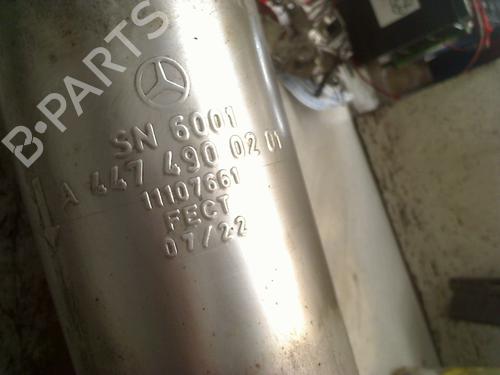 B-PARTS
SN 6001
A 447 490 02 01
11107661
FECT
07/22